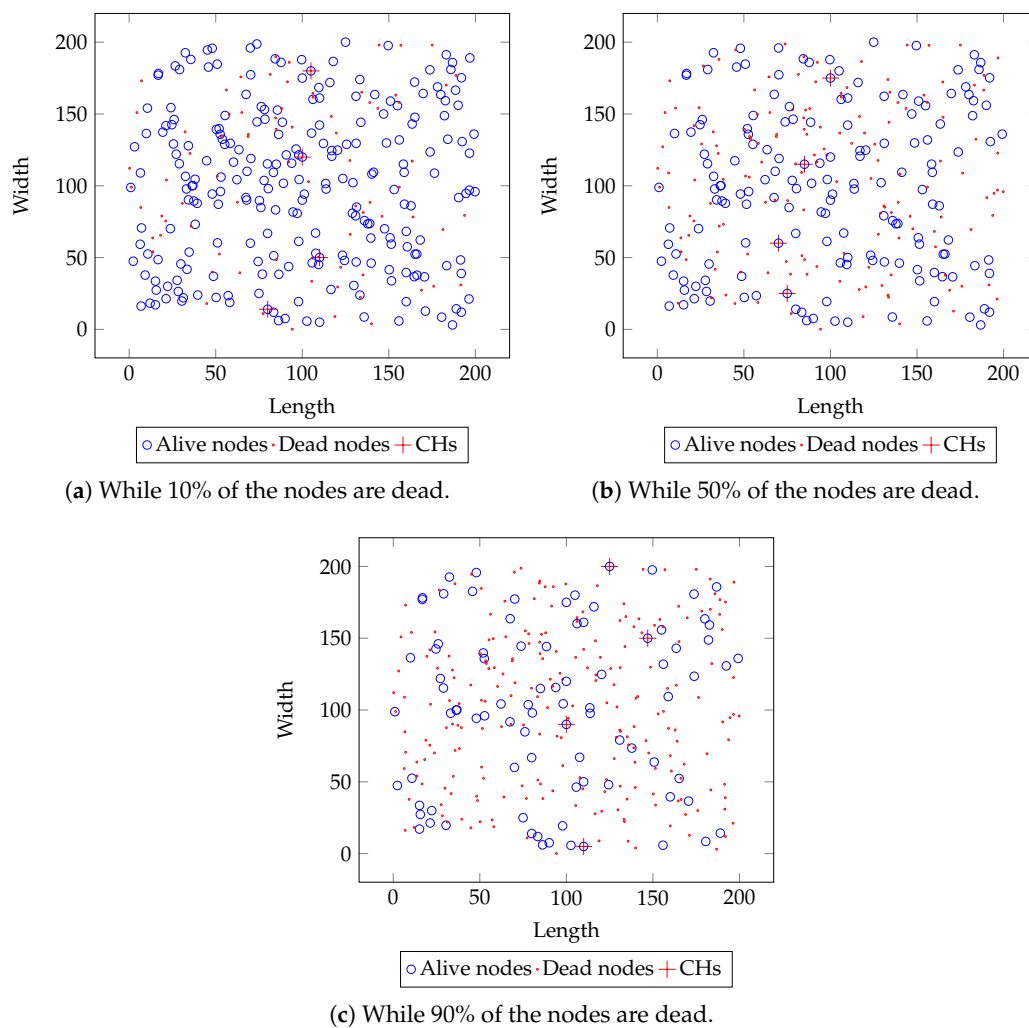 200
150
100
50
0
Width
0 50 100 150 200
Length
Alive nodes Dead nodes CHs
(a) While 10% of the nodes are dead.
200
150
100
50
0
Width
0 50 100 150 200
Length
Alive nodes Dead nodes CHs
(b) While 50% of the nodes are dead.
200
150
100
50
0
Width
0 50 100 150 200
Length
Alive nodes Dead nodes CHs
(c) While 90% of the nodes are dead.